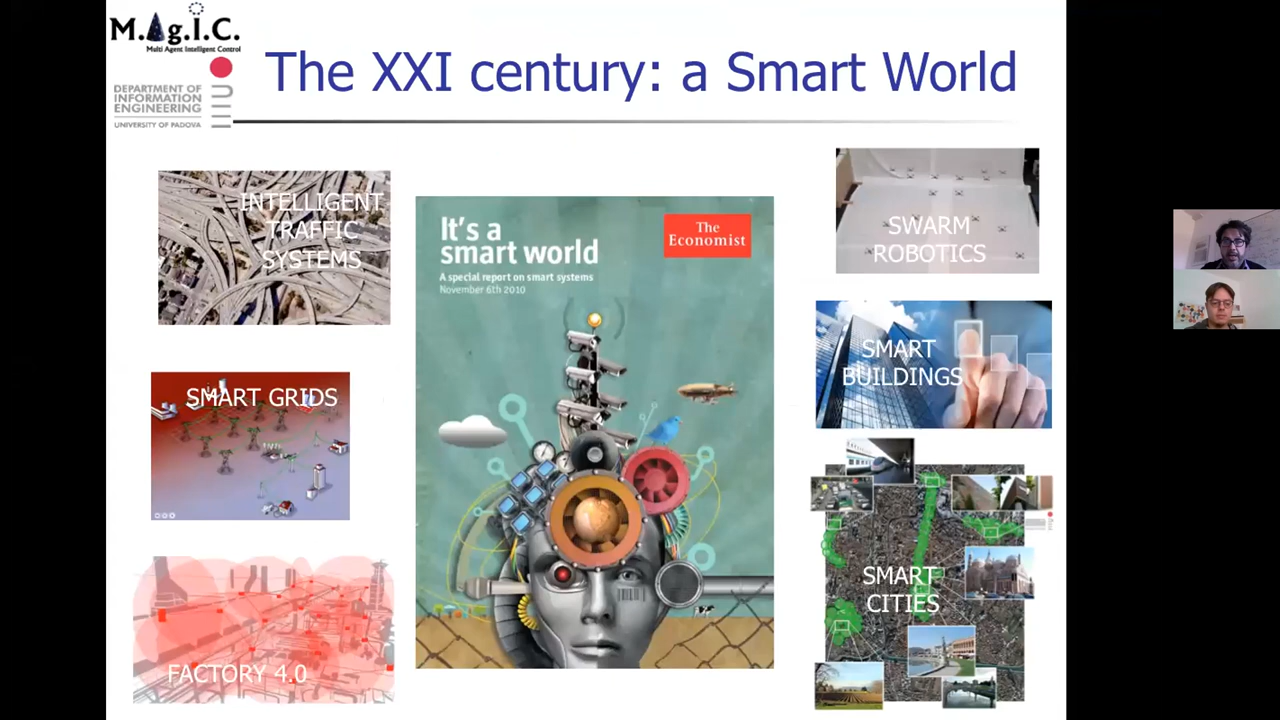 M.Ag.I.C.
Multi Agent Intelligent Control
DEPARTMENT OF
INFORMATION
ENGINEERING
UNIVERSITY OF PADOVA
The XXI century: a Smart World
INTELLIGENT
TRAFFIC
SYSTEMS
SMART GRIDS
FACTORY 4.0
It's a
smart world
A special report on smart systems
November 6th 2010
The
Economist
SWARM
ROBOTICS
SMART
BUILDINGS
SMART
CITIES